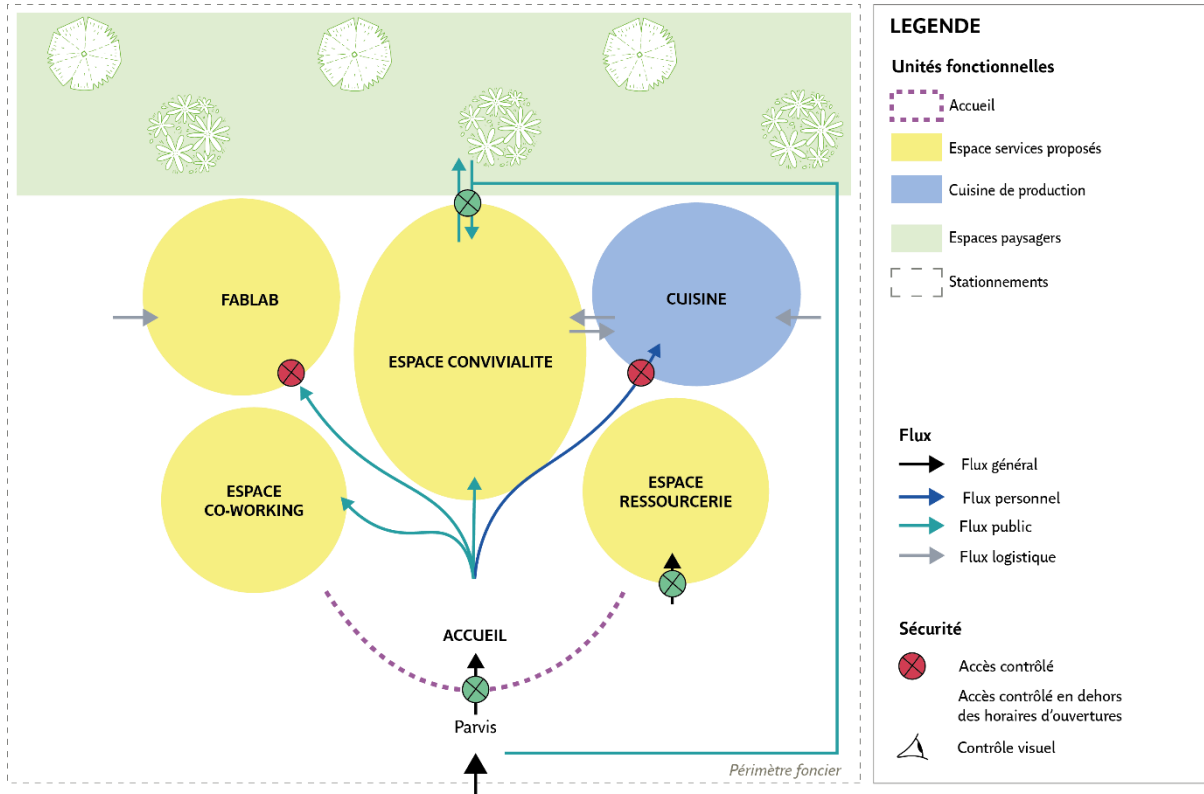 FABLAB
ESPACE CONVIVIALITE
CUISINE
ESPACE
CO-WORKING
ESPACE
RESSOURCERIE
ACCUEIL
Parvis
Périmètre foncier
LEGENDE
Unités fonctionnelles
Accueil
Espace services proposés
Cuisine de production
Espaces paysagers
Stationnements
Flux
Flux général
Flux personnel
Flux public
Flux logistique
Sécurité
Accès contrôlé
Accès contrôlé en dehors
des horaires d'ouvertures
Contrôle visuel